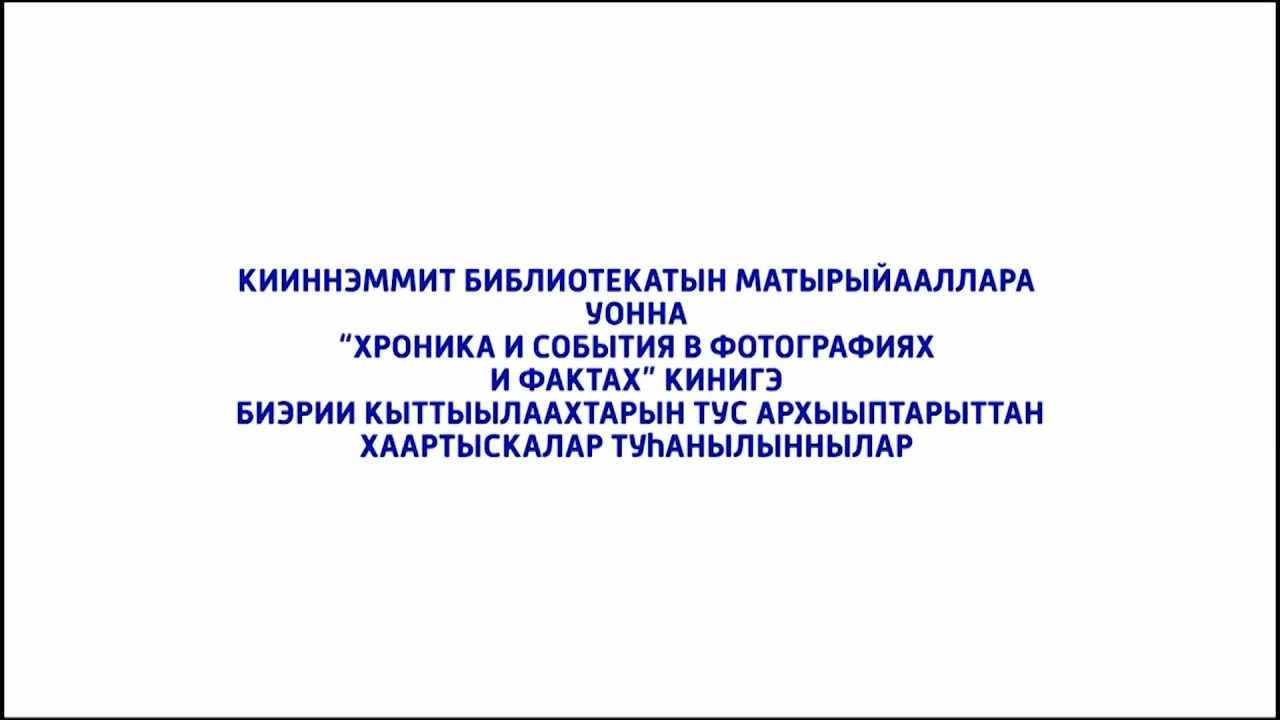 КИИННЭММИТ БИБЛИОТЕКАТЫН МАТЫРЫЙААЛЛАРА
УОННА
"ХРОНИКА И СОБЫТИЯ В ФОТОГРАФИЯХ
И ФАКТАХ" КИНИГЭ
БИЭРИИ КЫТТЫЫЛААХТАРЫН ТУС АРХЫЫПТАРЫТТАН
ХААРТЫСКАЛАР ТУҺАНЫЛЫННЫЛАР